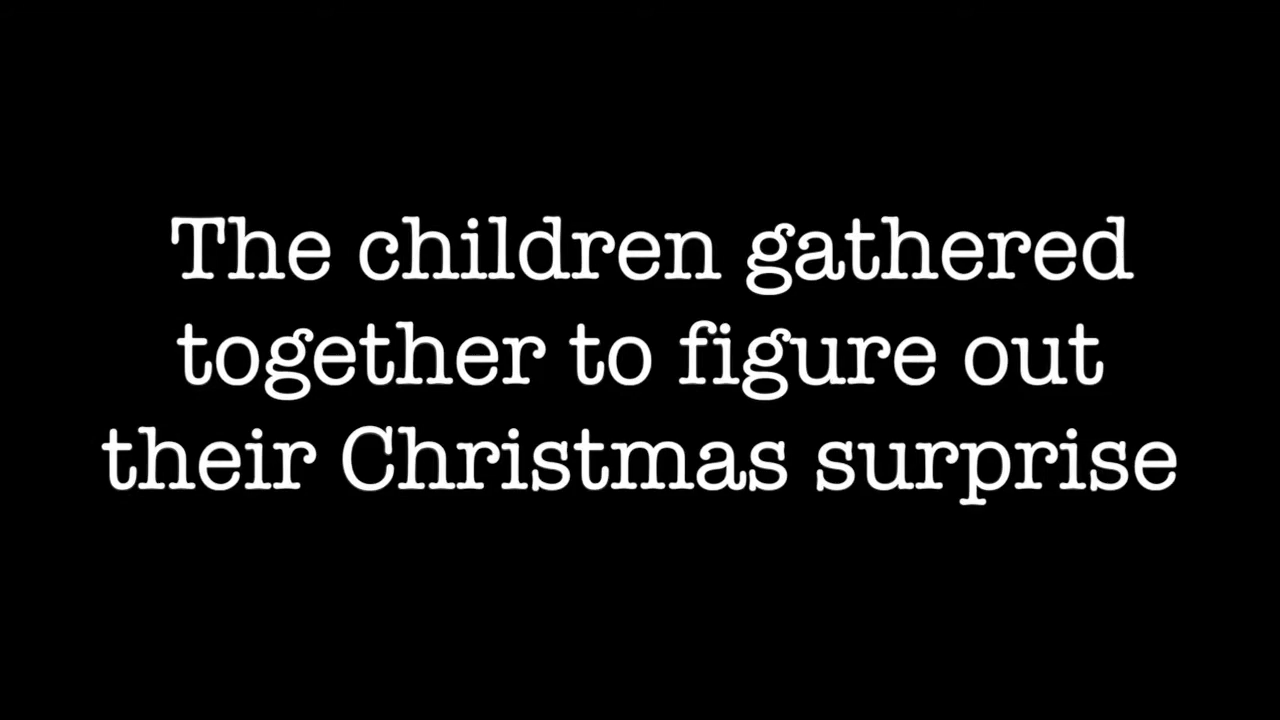 The children gathered
together to figure out
their Christmas surprise